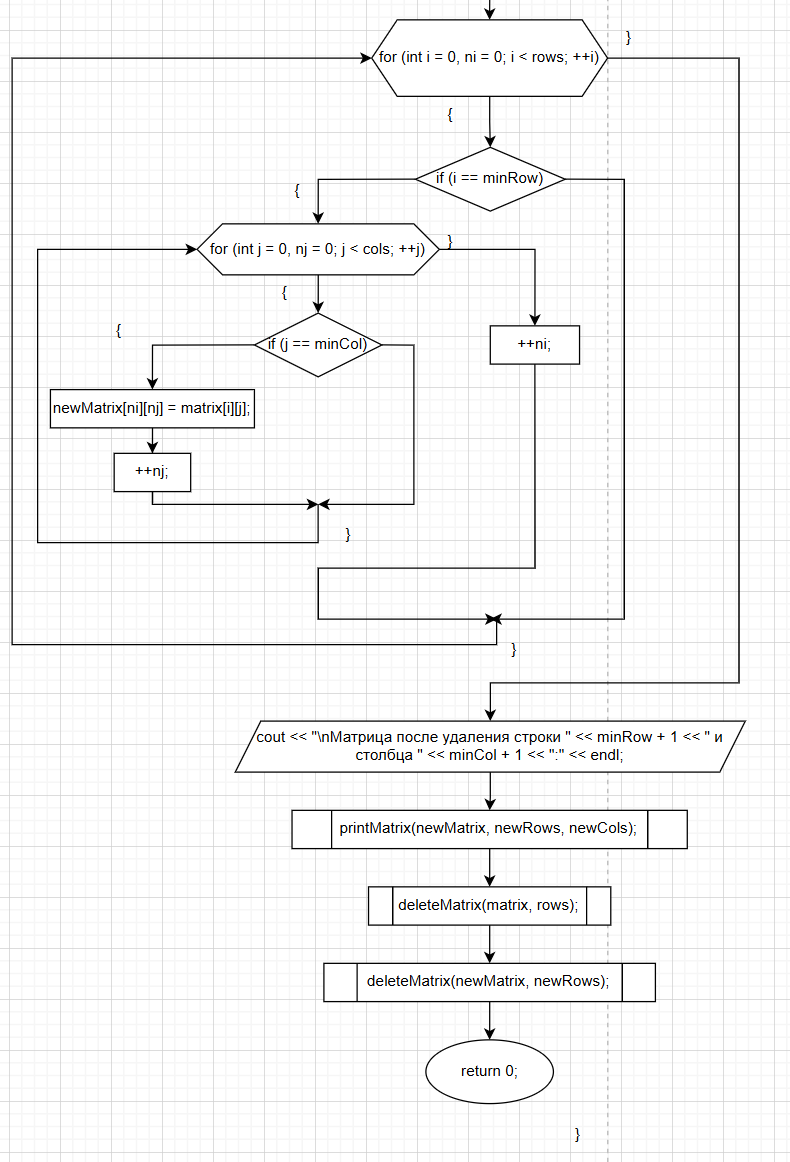 }
for (int i = 0, ni = 0; i < rows; ++i)
{
if (i == minRow)
{
}
for (int j = 0, nj = 0; j < cols; ++j)
{
{
if (j == minCol)
++ni;
newMatrix[ni][nj] = matrix[i][j];
++nj;
}
}
cout << "\nМатрица после удаления строки " << minRow + 1 << " и
столбца " << minCol + 1 << ":" << endl;
printMatrix(newMatrix, newRows, newCols);
deleteMatrix(matrix, rows);
deleteMatrix(newMatrix, newRows);
return 0;
}